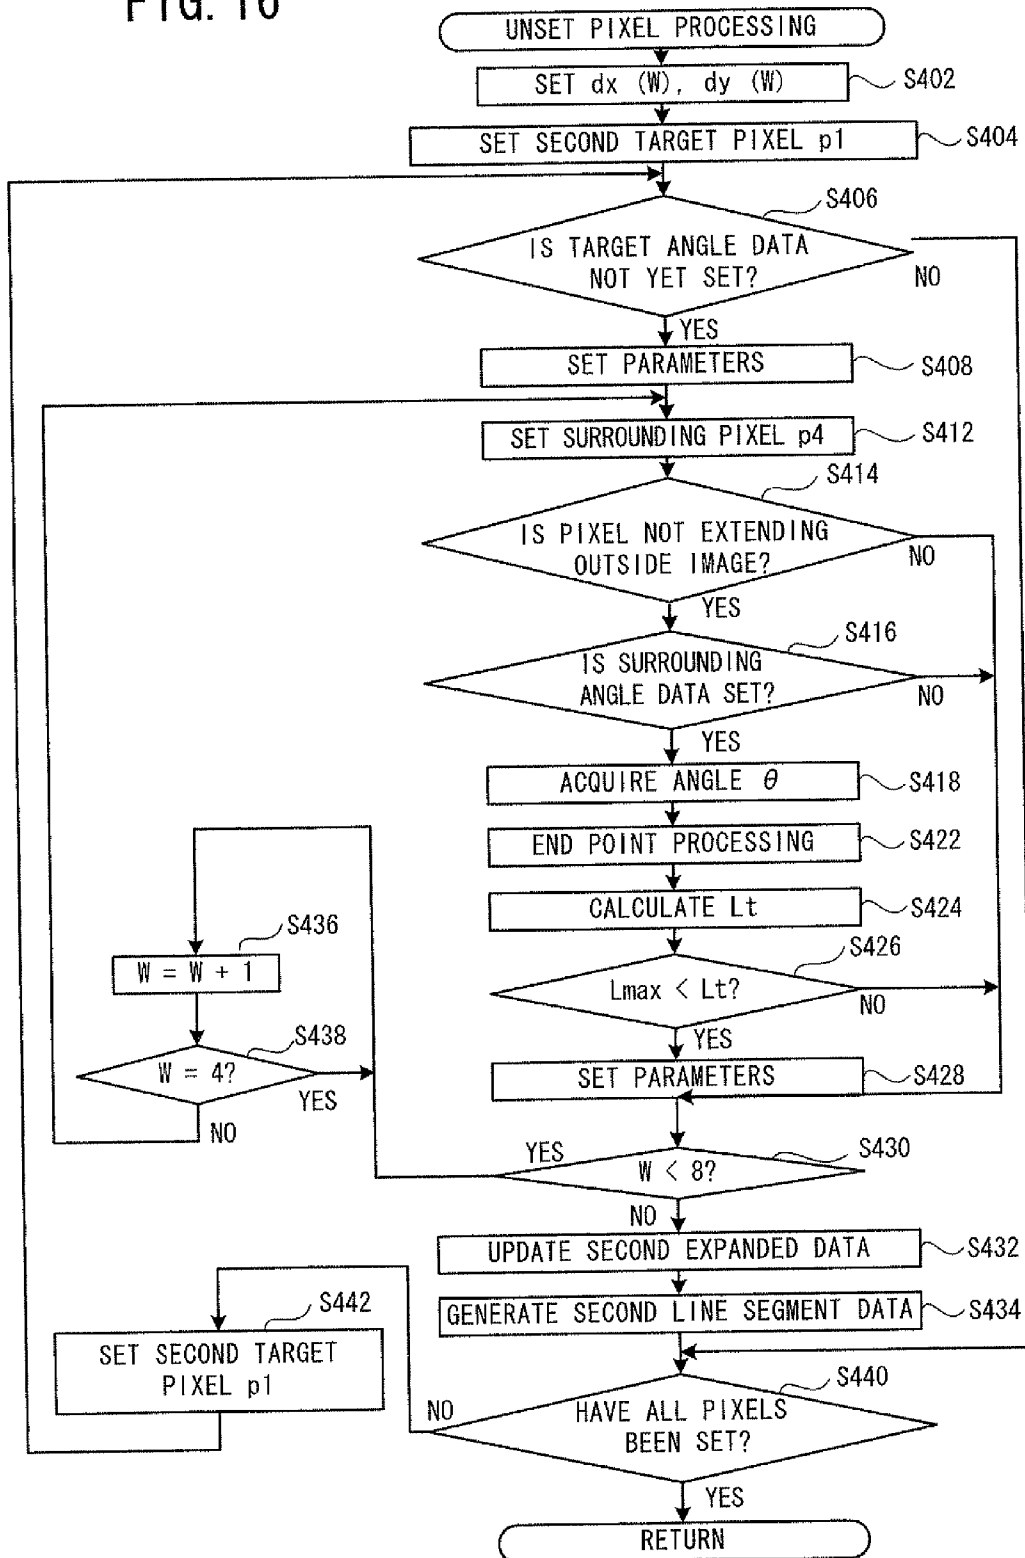 FIG. 16
UNSET PIXEL PROCESSING
SET dx (W), dy (W)
S402
SET SECOND TARGET PIXEL p1
S404
S406
IS TARGET ANGLE DATA
NOT YET SET?
NO
YES
SET PARAMETERS
S408
SET SURROUNDING PIXEL p4
S412
S414
IS PIXEL NOT EXTENDING
OUTSIDE IMAGE?
NO
YES
S416
IS SURROUNDING
ANGLE DATA SET?
NO
YES
ACQUIRE ANGLE θ
S418
END POINT PROCESSING
S422
CALCULATE Lt
S424
S426
Lmax < Lt?
NO
YES
SET PARAMETERS
S428
S436
W = W + 1
S438
W = 4?
YES
NO
S430
W < 8?
YES
NO
UPDATE SECOND EXPANDED DATA
S432
GENERATE SECOND LINE SEGMENT DATA
S434
S442
SET SECOND TARGET
PIXEL p1
S440
HAVE ALL PIXELS
BEEN SET?
NO
YES
RETURN